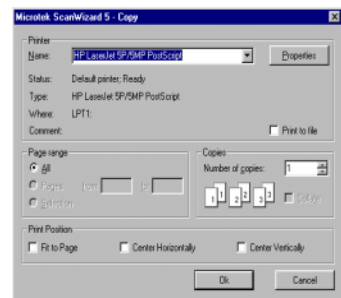 Microtek ScanWizard 5 - Copy
Printer
Name: HP LaserJet 5P/5MP PostScript Properties
Status: Default printer; Ready
Type: HP LaserJet 5P/5MP PostScript
Where: LPT1:
Comment: Print to file
Page range
All
Pages from: to:
Selection
Copies
Number of copies: 1
1 1 2 2 3 3 Collate
Print Position
Fit to Page Center Horizontally Center Vertically
Ok Cancel